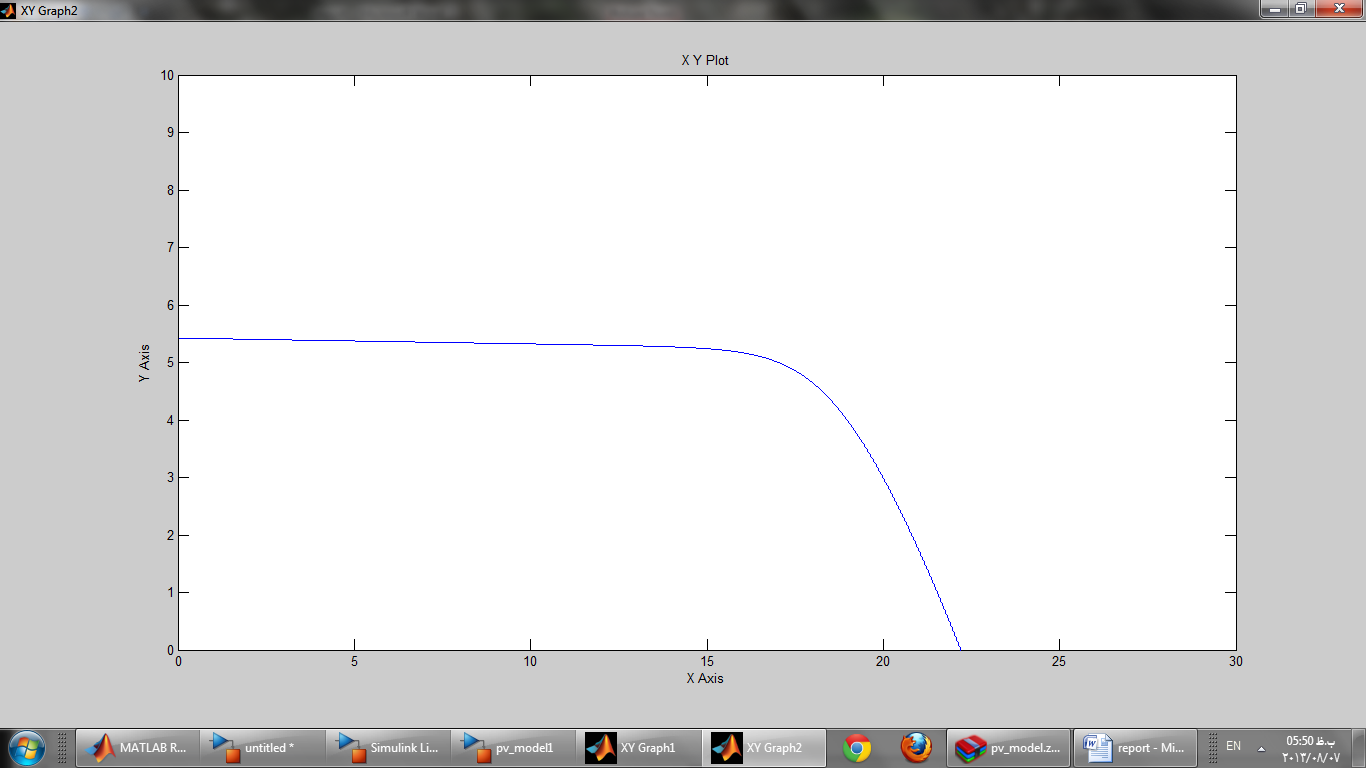 XY Graph2
X Y Plot
10
9
8
7
6
5
4
3
2
1
0
Y Axis
0 5 10 15 20 25 30
X Axis
MATLAB R...
untitled *
Simulink Li...
pv_model1
XY Graph1
XY Graph2
pv_model.z...
report - Mi...
EN
05:50 ب.ظ
۲۰۱۳/۰۸/۰۷